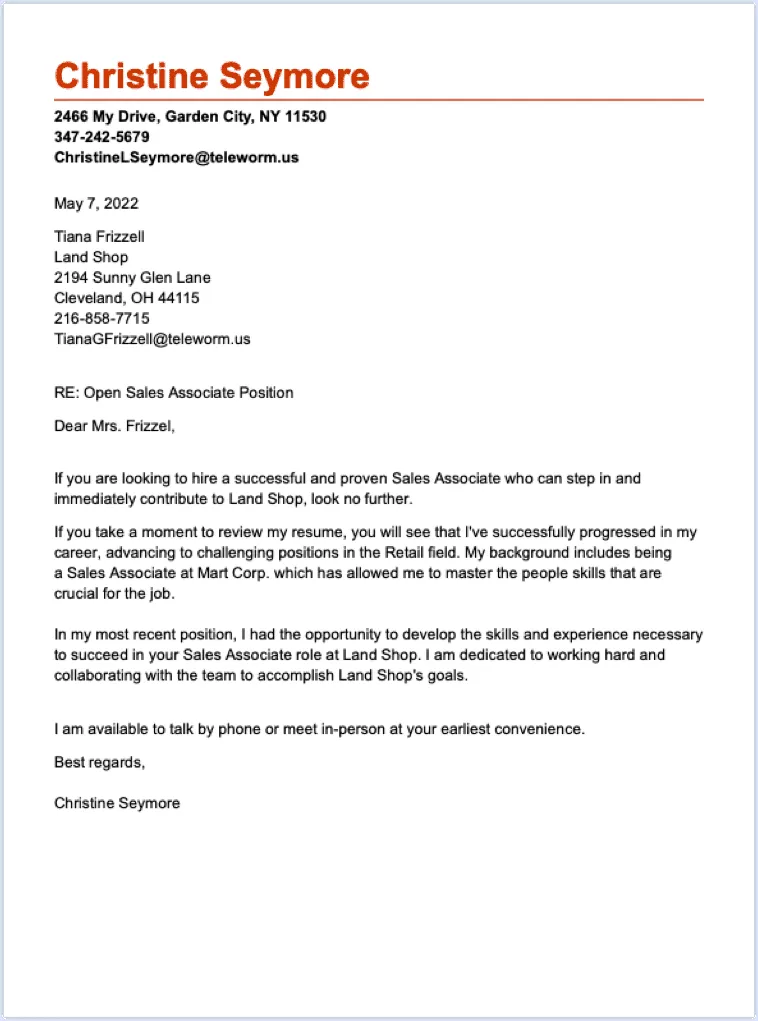 Christine Seymore
2466 My Drive, Garden City, NY 11530
347-242-5679
ChristineLSeymore@teleworm.us
May 7, 2022
Tiana Frizzell
Land Shop
2194 Sunny Glen Lane
Cleveland, OH 44115
216-858-7715
TianaGFrizzell@teleworm.us
RE: Open Sales Associate Position
Dear Mrs. Frizzel,
If you are looking to hire a successful and proven Sales Associate who can step in and
immediately contribute to Land Shop, look no further.
If you take a moment to review my resume, you will see that I've successfully progressed in my
career, advancing to challenging positions in the Retail field. My background includes being
a Sales Associate at Mart Corp. which has allowed me to master the people skills that are
crucial for the job.
In my most recent position, I had the opportunity to develop the skills and experience necessary
to succeed in your Sales Associate role at Land Shop. I am dedicated to working hard and
collaborating with the team to accomplish Land Shop's goals.
I am available to talk by phone or meet in-person at your earliest convenience.
Best regards,
Christine Seymore